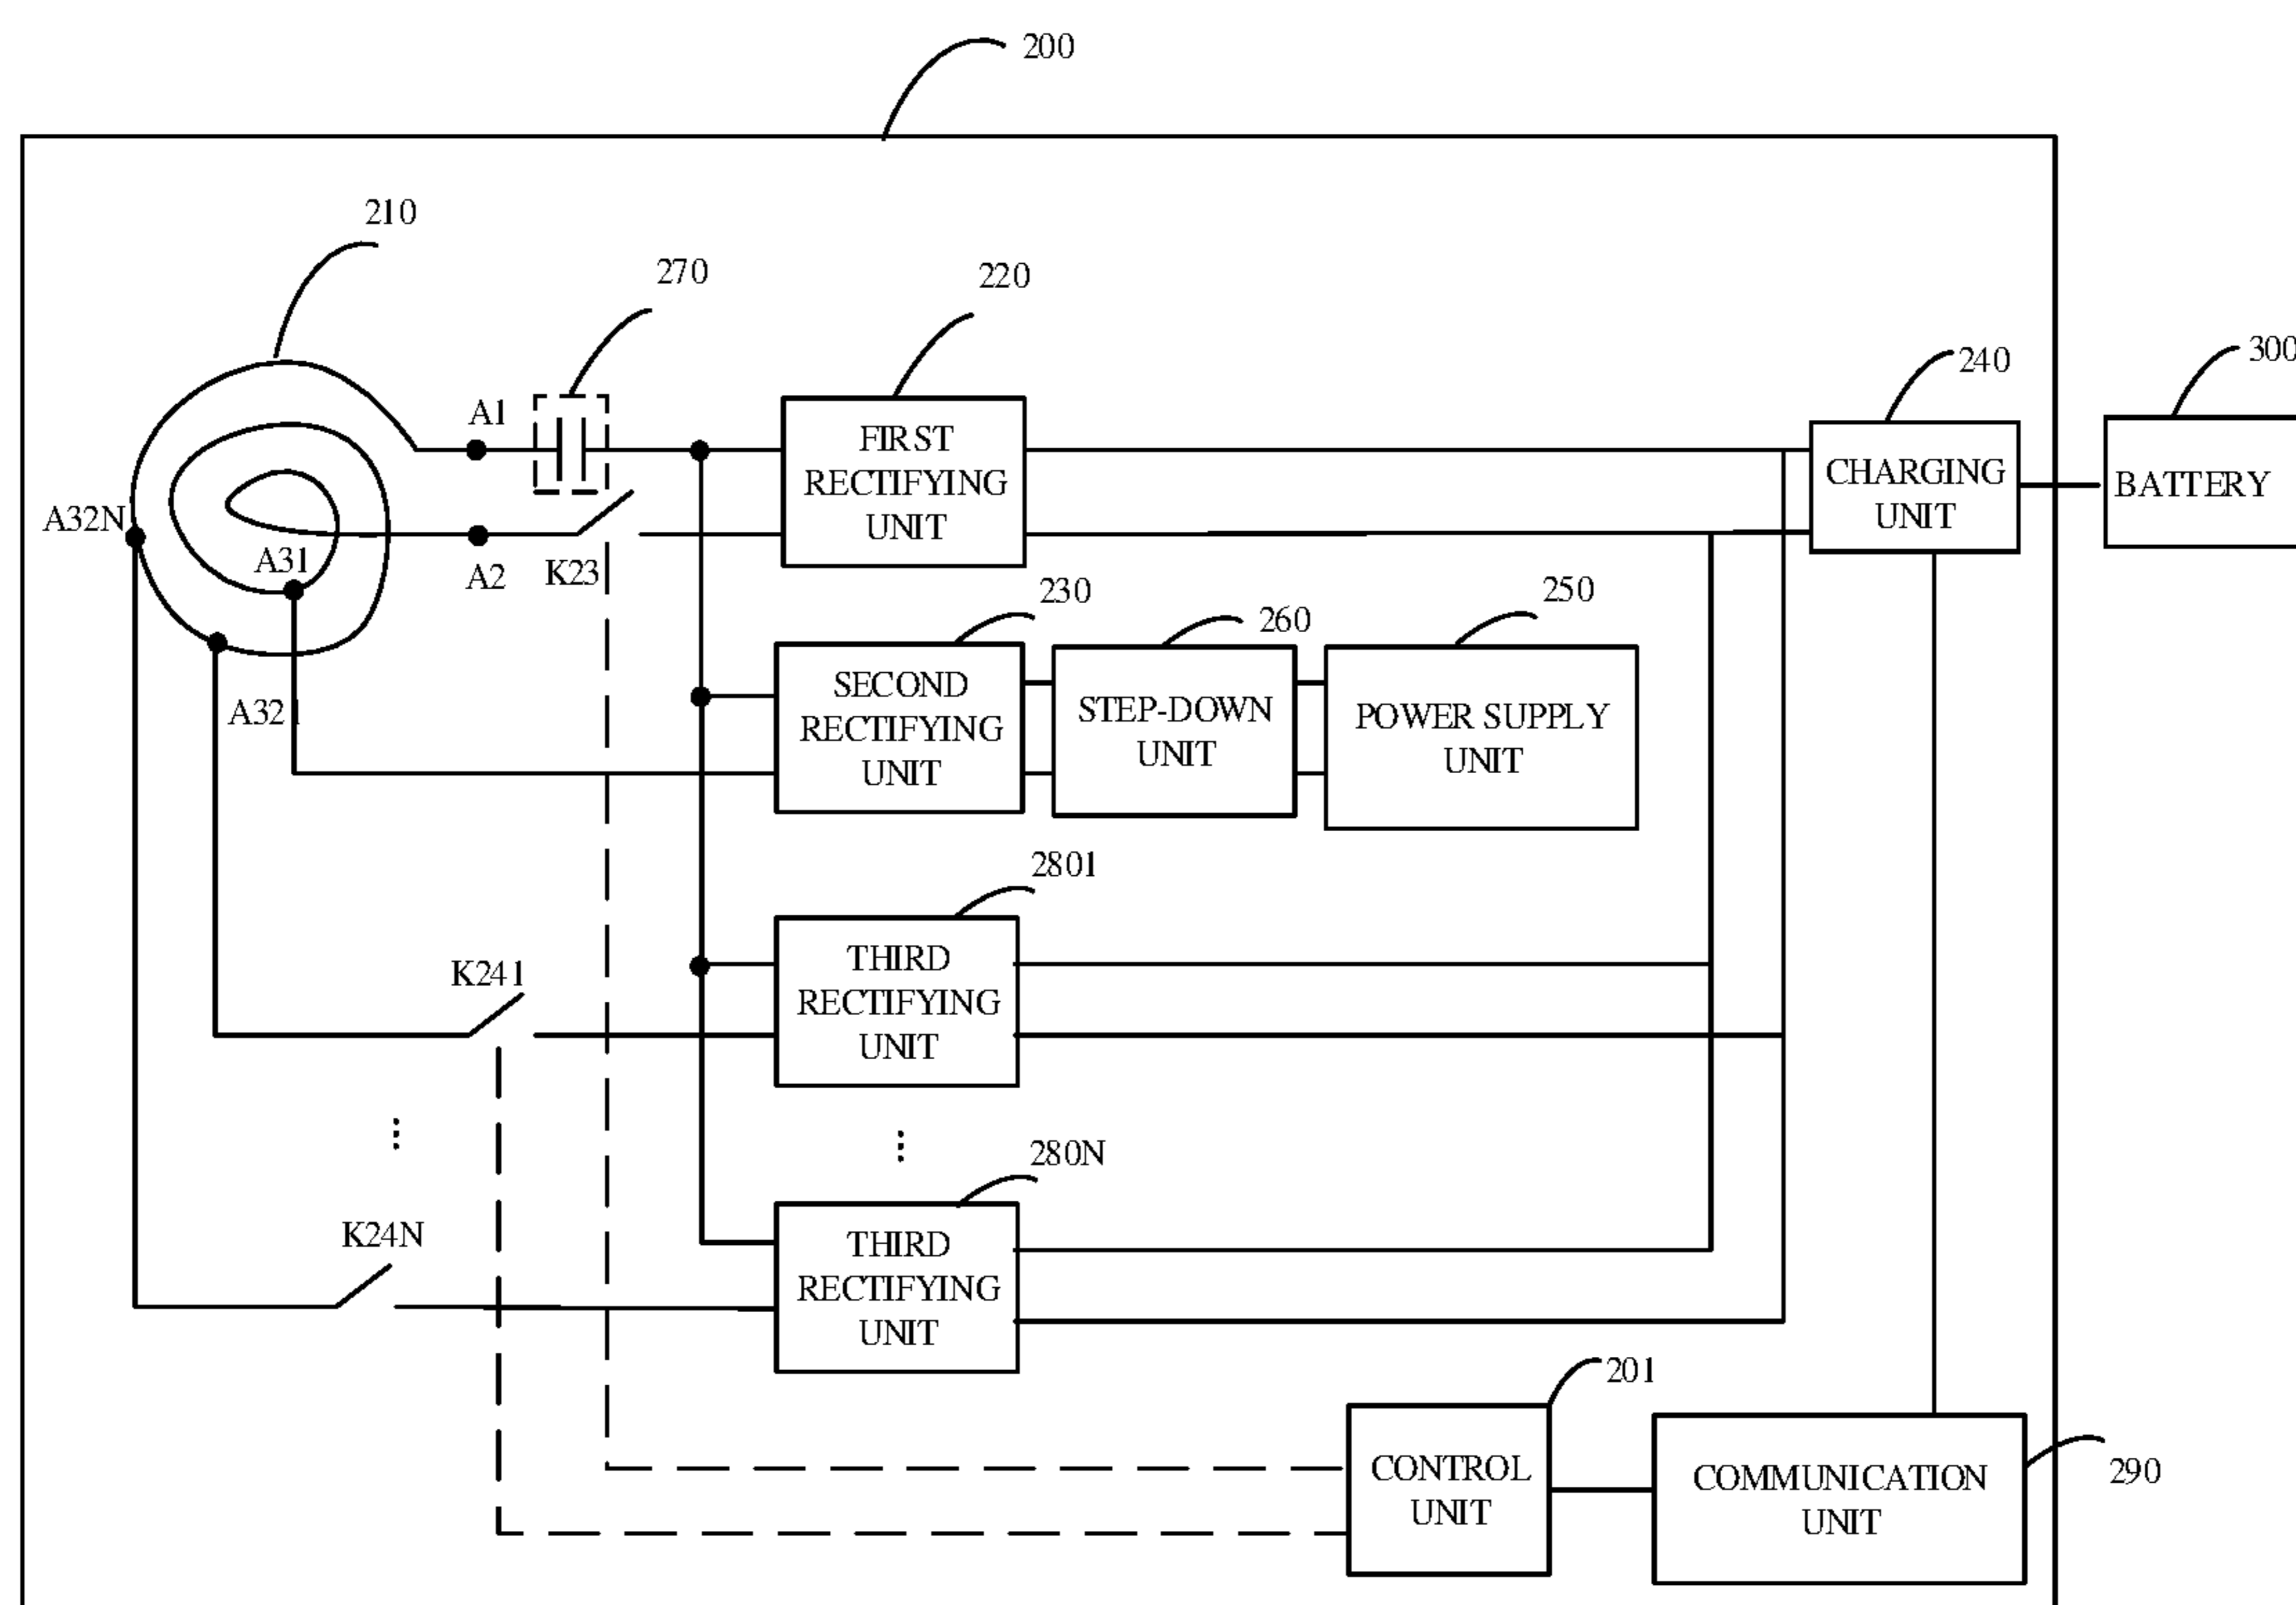 200
210
270
220
240
300
A1
FIRST
RECTIFYING
UNIT
CHARGING
UNIT
BATTERY
A32N
A31
A2
K23
230
260
250
A321
SECOND
RECTIFYING
UNIT
STEP-DOWN
UNIT
POWER SUPPLY
UNIT
2801
K241
THIRD
RECTIFYING
UNIT
280N
K24N
THIRD
RECTIFYING
UNIT
201
CONTROL
UNIT
COMMUNICATION
UNIT
290